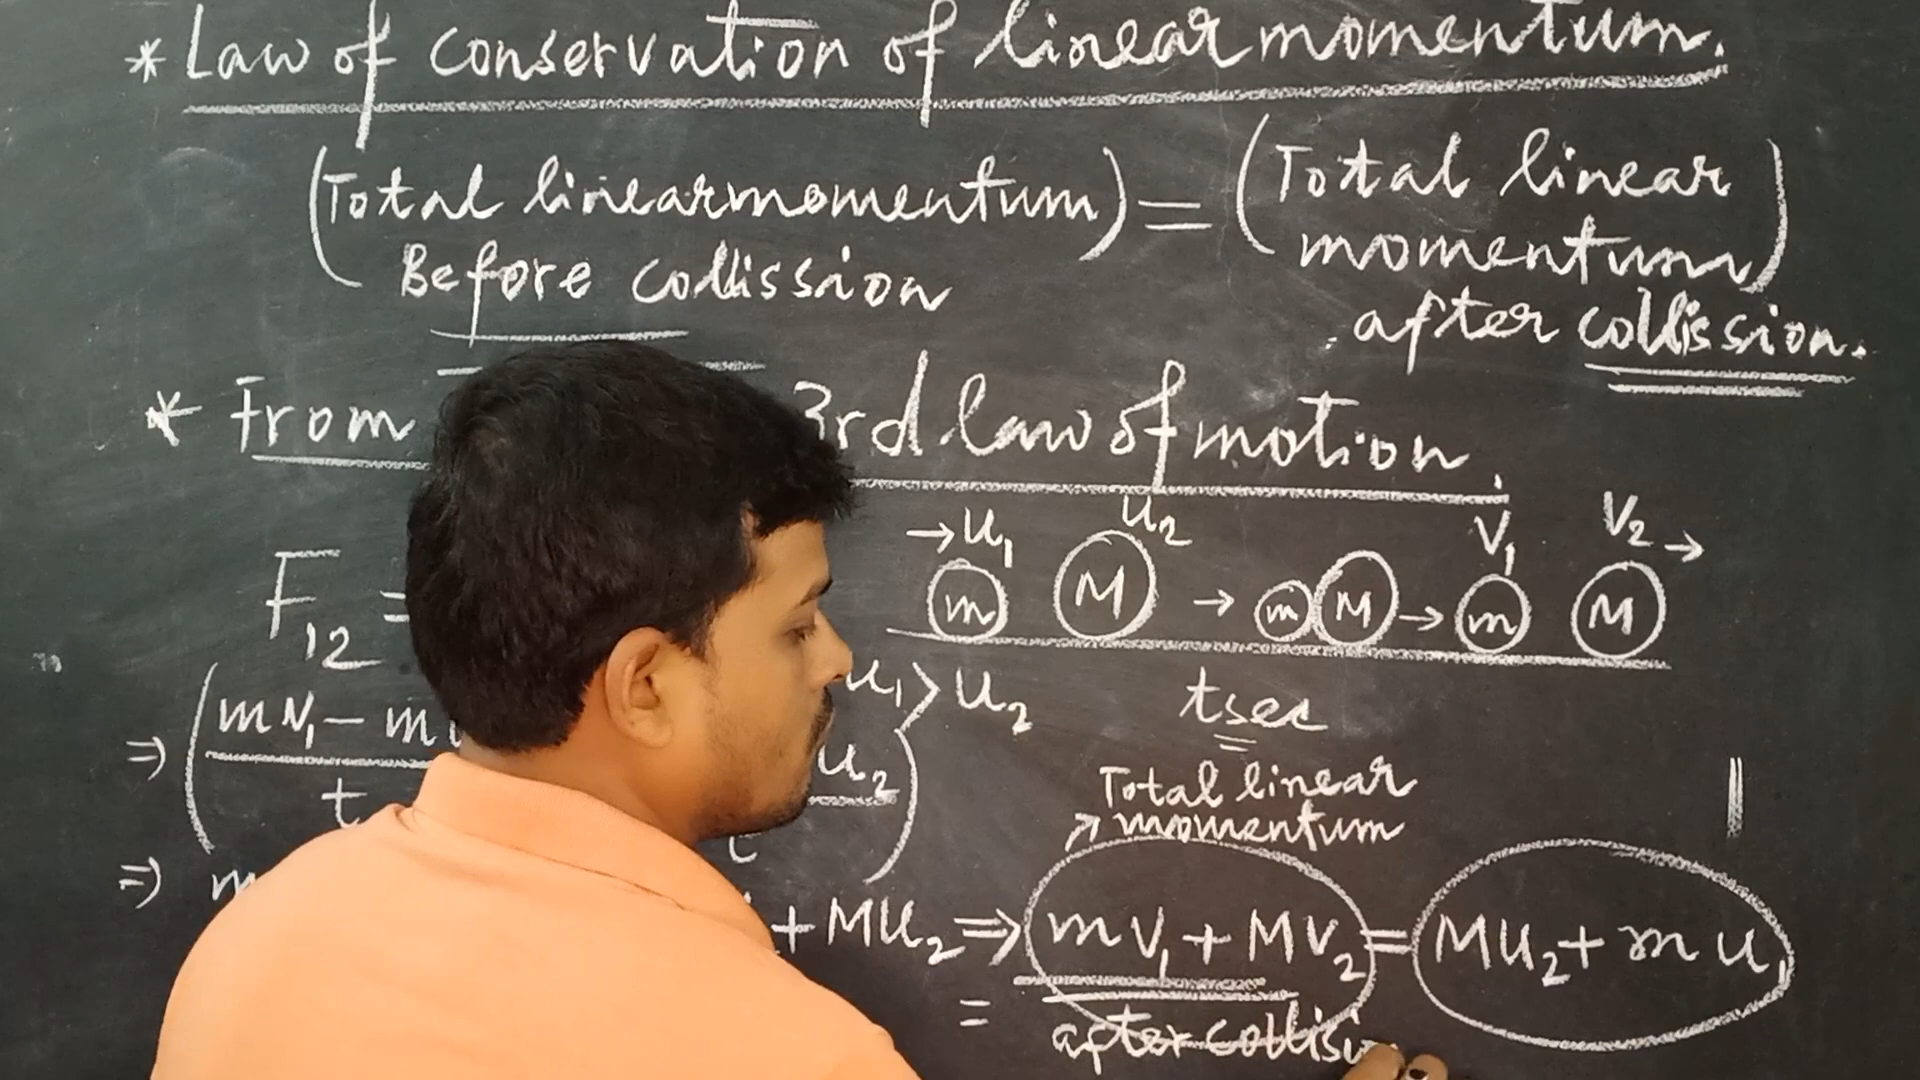 * Law of conservation of linear momentum.
(Total linear momentum Before collission) = (Total linear momentum after collission.)
* From 3rd law of motion.
→ u₁ u₂ v₁ v₂ →
m M → m M → m M
F₁₂ =
u₁ > u₂
t sec
⇒ ( mv₁ - m
t
u₂
t )
Total linear
↗ momentum
⇒ m
+ Mu₂ ⇒ mv₁ + Mv₂ = Mu₂ + mu₁
= after collisi